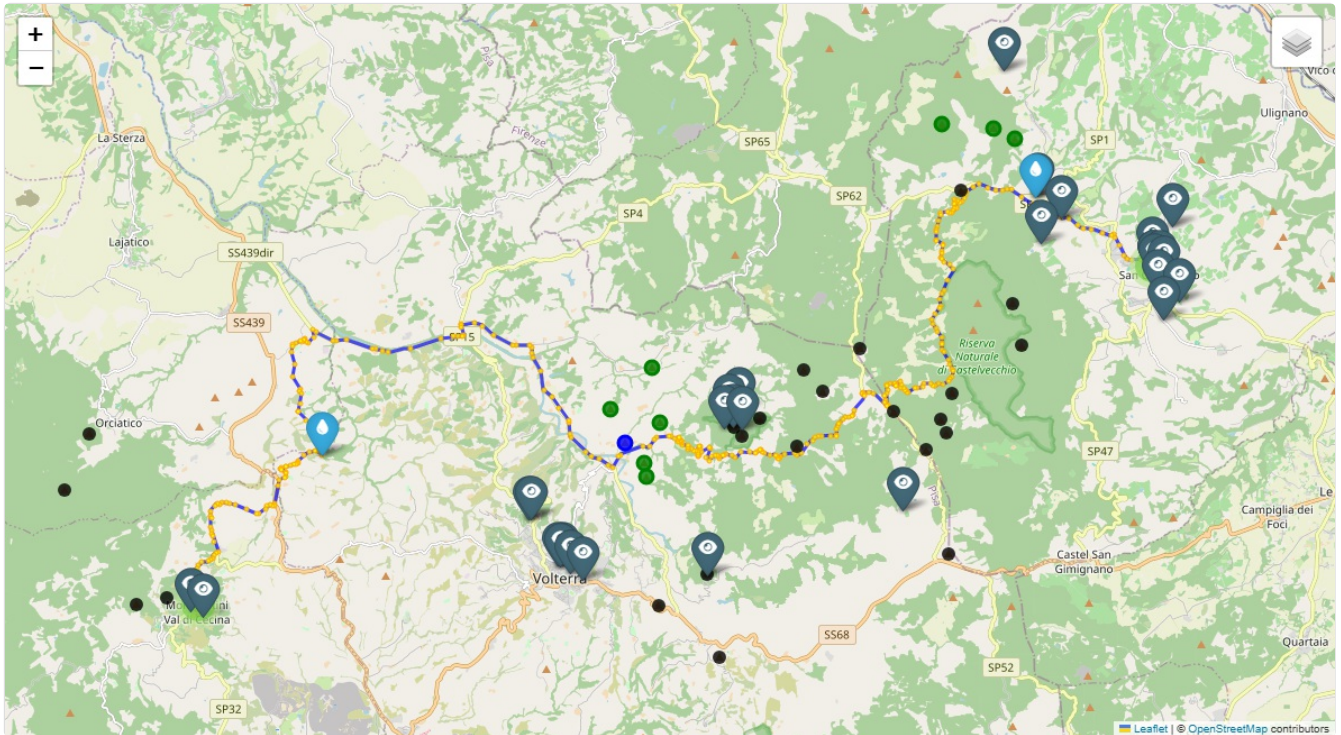 +
−
Pisa
Firenze
Vico d
La Sterza
Ulignano
SP65
SP1
SP62
SP4
Lajatico
SS439dir
San
SS439
SP15
Riserva
Naturale
di Castelvecchio
Orciatico
SP47
Pisa
Le
Campiglia dei
Foci
Castel San
Gimignano
Volterra
Val di Cecina
SS68
Quartaia
SP52
SP32
Leaflet | © OpenStreetMap contributors